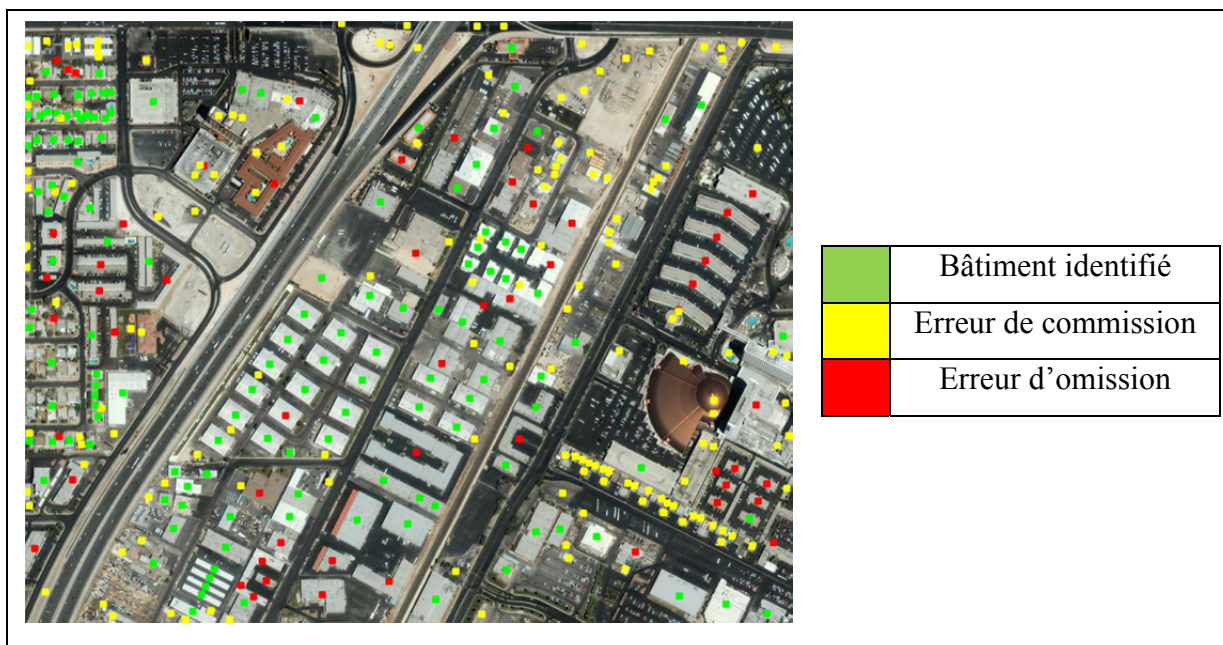 Bâtiment identifié
Erreur de commission
Erreur d’omission